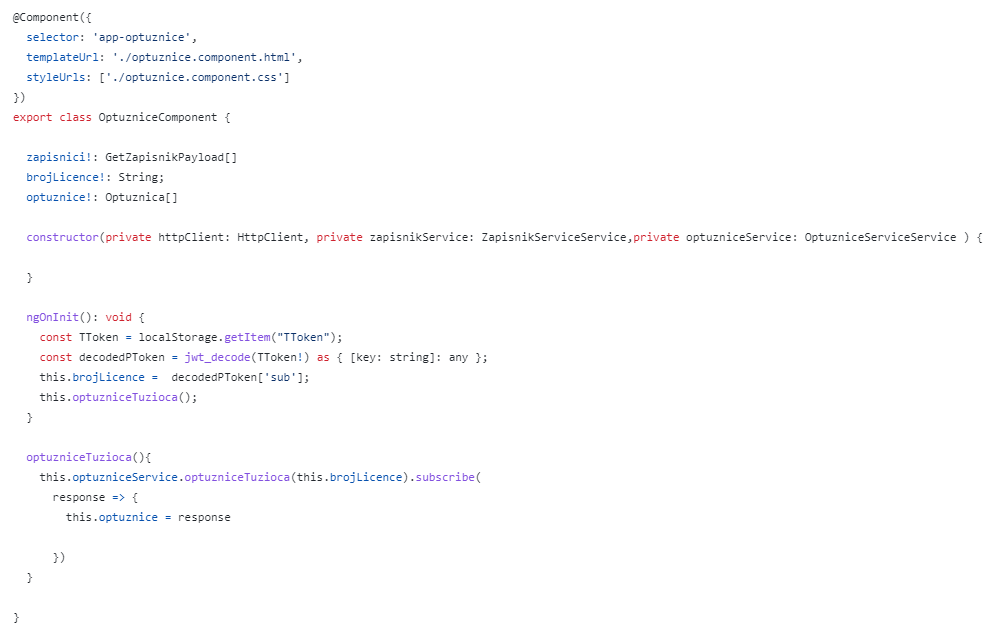 @Component({
  selector: 'app-optuznice',
  templateUrl: './optuznice.component.html',
  styleUrls: ['./optuznice.component.css']
})
export class OptuzniceComponent {
  zapisnici!: GetZapisnikPayload[]
  brojLicence!: String;
  optuznice!: Optuznica[]
  constructor(private httpClient: HttpClient, private zapisnikService: ZapisnikServiceService,private optuzniceService: OptuzniceServiceService ) {
  }
  ngOnInit(): void {
    const TToken = localStorage.getItem("TToken");
    const decodedPToken = jwt_decode(TToken!) as { [key: string]: any };
    this.brojLicence =  decodedPToken['sub'];
    this.optuzniceTuzioca();
  }
  optuzniceTuzioca(){
    this.optuzniceService.optuzniceTuzioca(this.brojLicence).subscribe(
      response => {
        this.optuznice = response
      })
  }
}